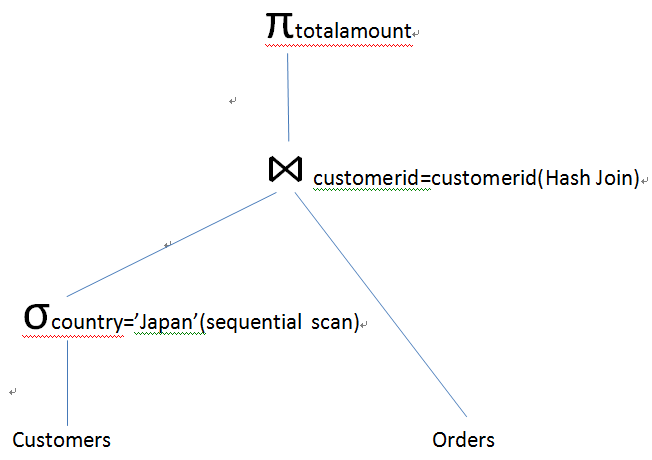 πtotalamount
⋈ customerid=customerid(Hash Join)
σcountry=’Japan’(sequential scan)
Customers
Orders